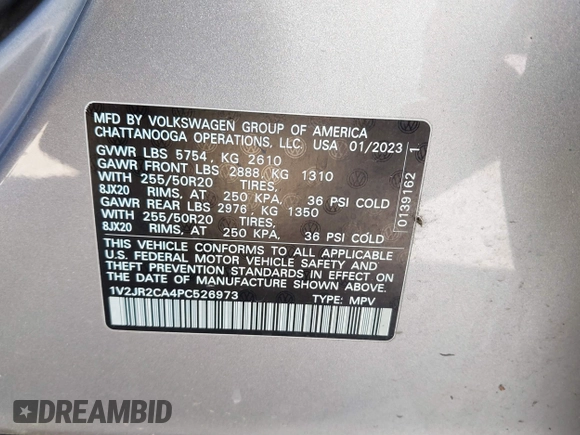 MFD BY VOLKSWAGEN GROUP OF AMERICA
CHATTANOOGA OPERATIONS, LLC, USA 01/2023
GVWR LBS 5754 , KG 2610
GAWR FRONT LBS 2888, KG 1310
WITH 255/50R20 TIRES,
8JX20 RIMS, AT 250 KPA, 36 PSI COLD
GAWR REAR LBS 2976, KG 1350
WITH 255/50R20 TIRES,
8JX20 RIMS, AT 250 KPA, 36 PSI COLD
THIS VEHICLE CONFORMS TO ALL APPLICABLE
U.S. FEDERAL MOTOR VEHICLE SAFETY AND
THEFT PREVENTION STANDARDS IN EFFECT ON
THE DATE OF MANUFACTURE SHOWN ABOVE.
1V2JR2CA4PC526973 TYPE: MPV
0139162 1
DREAMBID